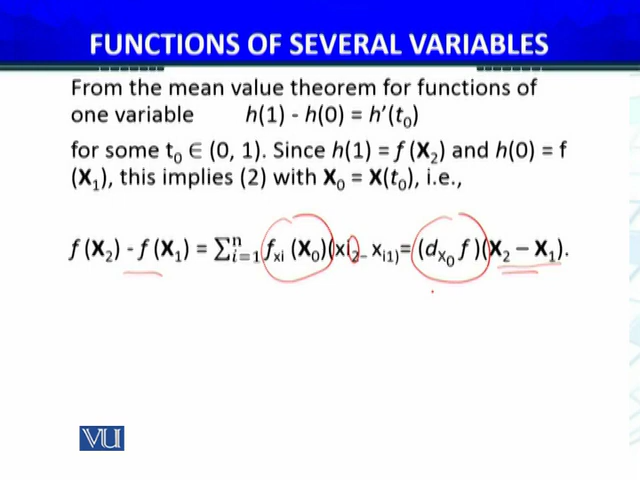 FUNCTIONS OF SEVERAL VARIABLES
From the mean value theorem for functions of
one variable h(1) - h(0) = h'(t₀)
for some t₀ ∈ (0, 1). Since h(1) = f (X₂) and h(0) = f
(X₁), this implies (2) with X₀ = X(t₀), i.e.,
f (X₂) - f (X₁) = ∑ⁿᵢ₌₁ fₓᵢ (X₀)(xi₂₋ xᵢ₁₎= (d_X₀ f )(X₂ − X₁).
VU